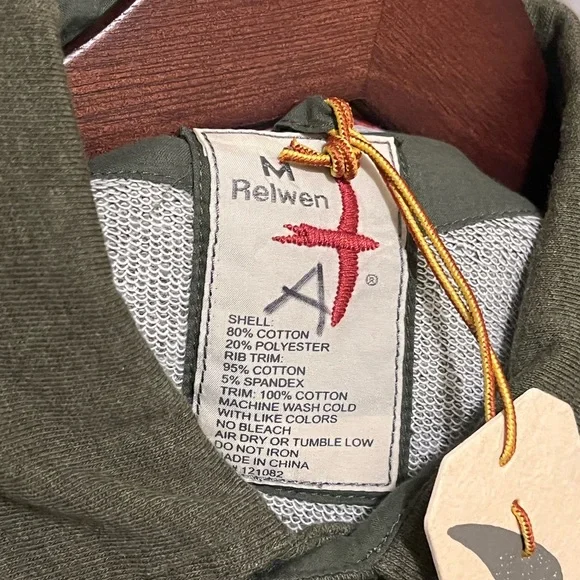 M
Relwen
®
A
SHELL:
80% COTTON
20% POLYESTER
RIB TRIM:
95% COTTON
5% SPANDEX
TRIM: 100% COTTON
MACHINE WASH COLD
WITH LIKE COLORS
NO BLEACH
AIR DRY OR TUMBLE LOW
DO NOT IRON
ADE IN CHINA
121082